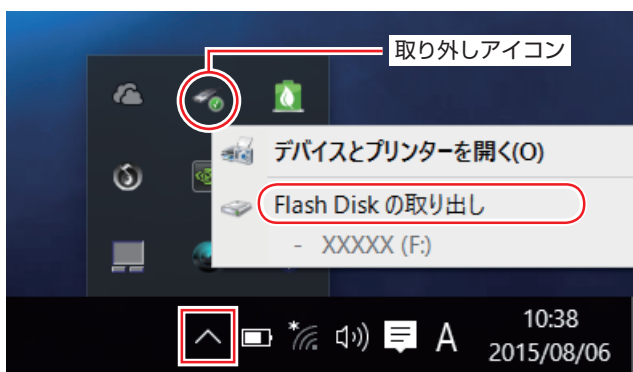 取り外しアイコン
デバイスとプリンターを開く(O)
Flash Disk の取り出し
- XXXXX (F:)
A
10:38
2015/08/06